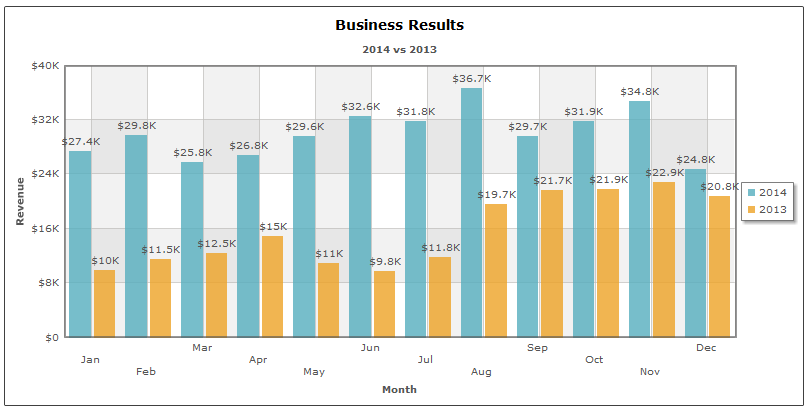 Business Results
2014 vs 2013
$40K
$32K
$24K
$16K
$8K
$0
Revenue
$27.4K
$29.8K
$25.8K
$26.8K
$29.6K
$32.6K
$31.8K
$36.7K
$29.7K
$31.9K
$34.8K
$24.8K
$10K
$11.5K
$12.5K
$15K
$11K
$9.8K
$11.8K
$19.7K
$21.7K
$21.9K
$22.9K
$20.8K
2014
2013
Jan
Feb
Mar
Apr
May
Jun
Jul
Aug
Sep
Oct
Nov
Dec
Month